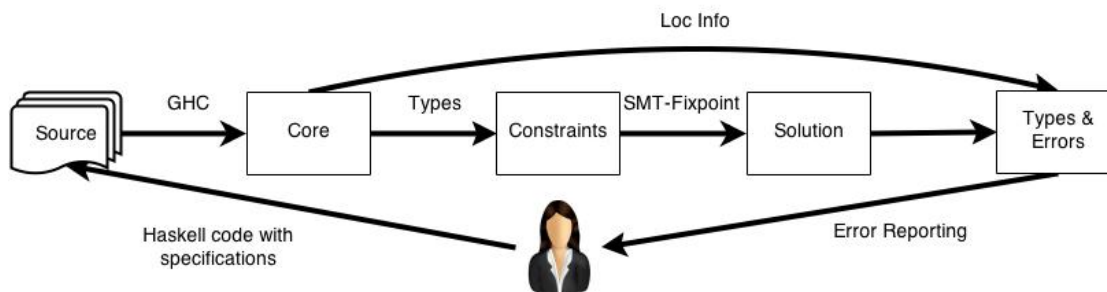 Loc Info
GHC
Types
SMT-Fixpoint
Source
Core
Constraints
Solution
Types &
Errors
Haskell code with
specifications
Error Reporting